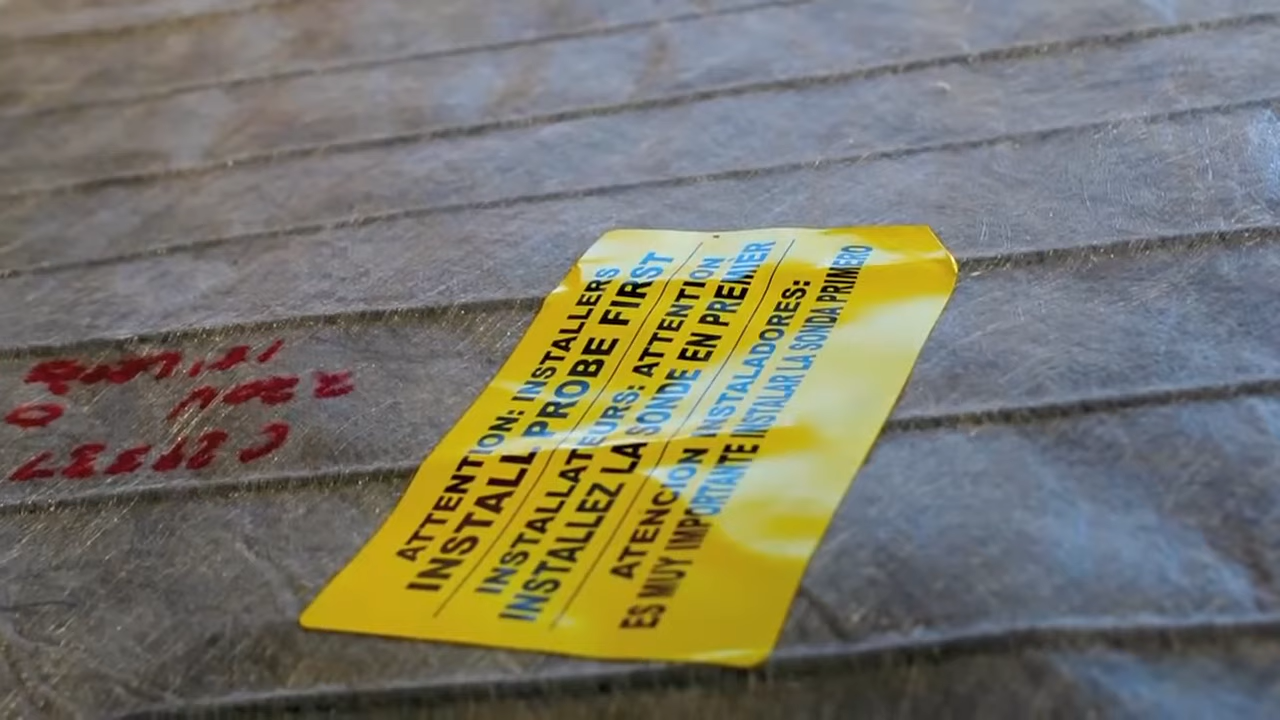 ATTENTION: INSTALLERS
INSTALL PROBE FIRST
INSTALLATEURS: ATTENTION
INSTALLEZ LA SONDE EN PREMIER
ATENCION INSTALADORES:
ES MUY IMPORTANTE INSTALAR LA SONDA PRIMERO